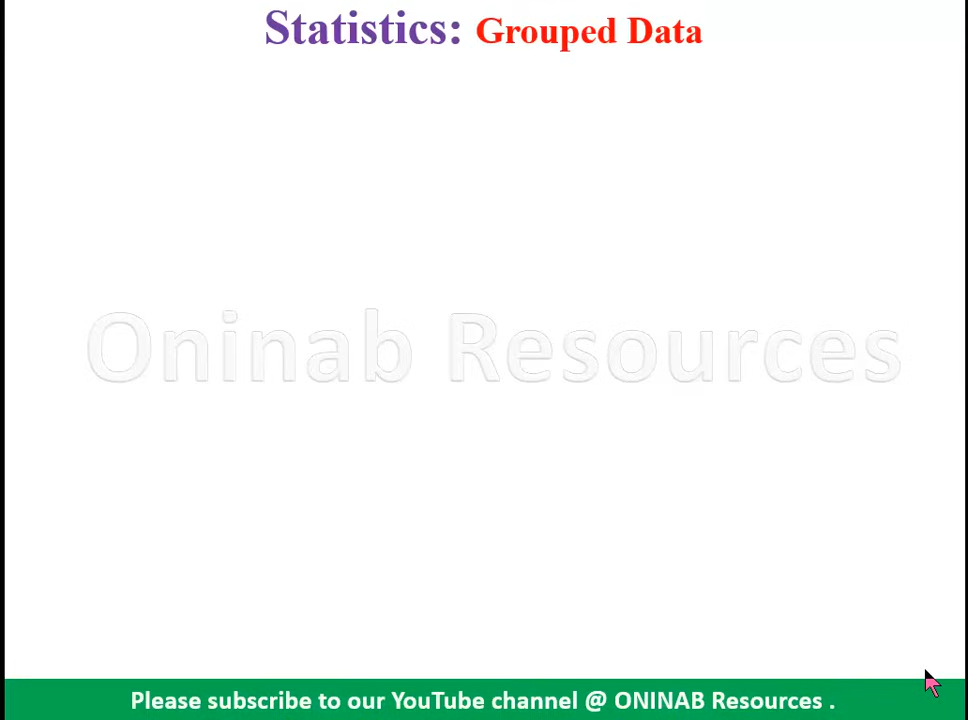 Statistics: Grouped Data
Oninab Resources
Please subscribe to our YouTube channel @ ONINAB Resources .